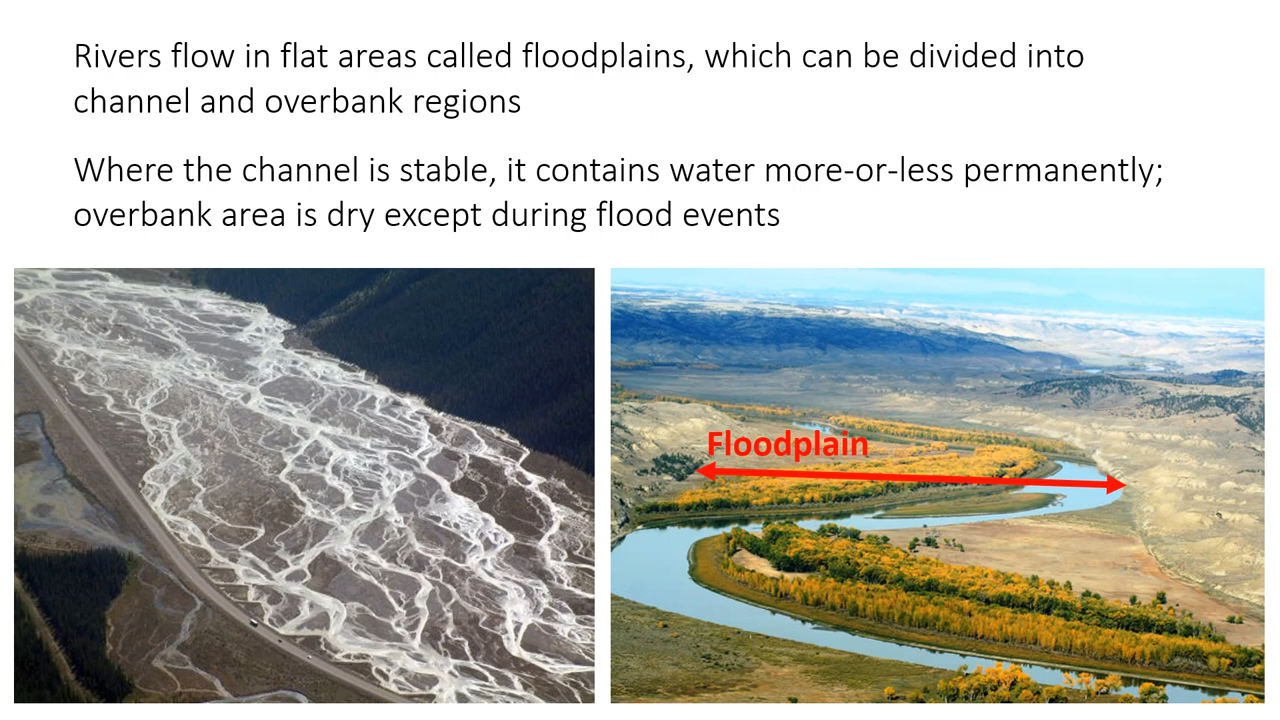 Rivers flow in flat areas called floodplains, which can be divided into
channel and overbank regions
Where the channel is stable, it contains water more-or-less permanently;
overbank area is dry except during flood events
Floodplain